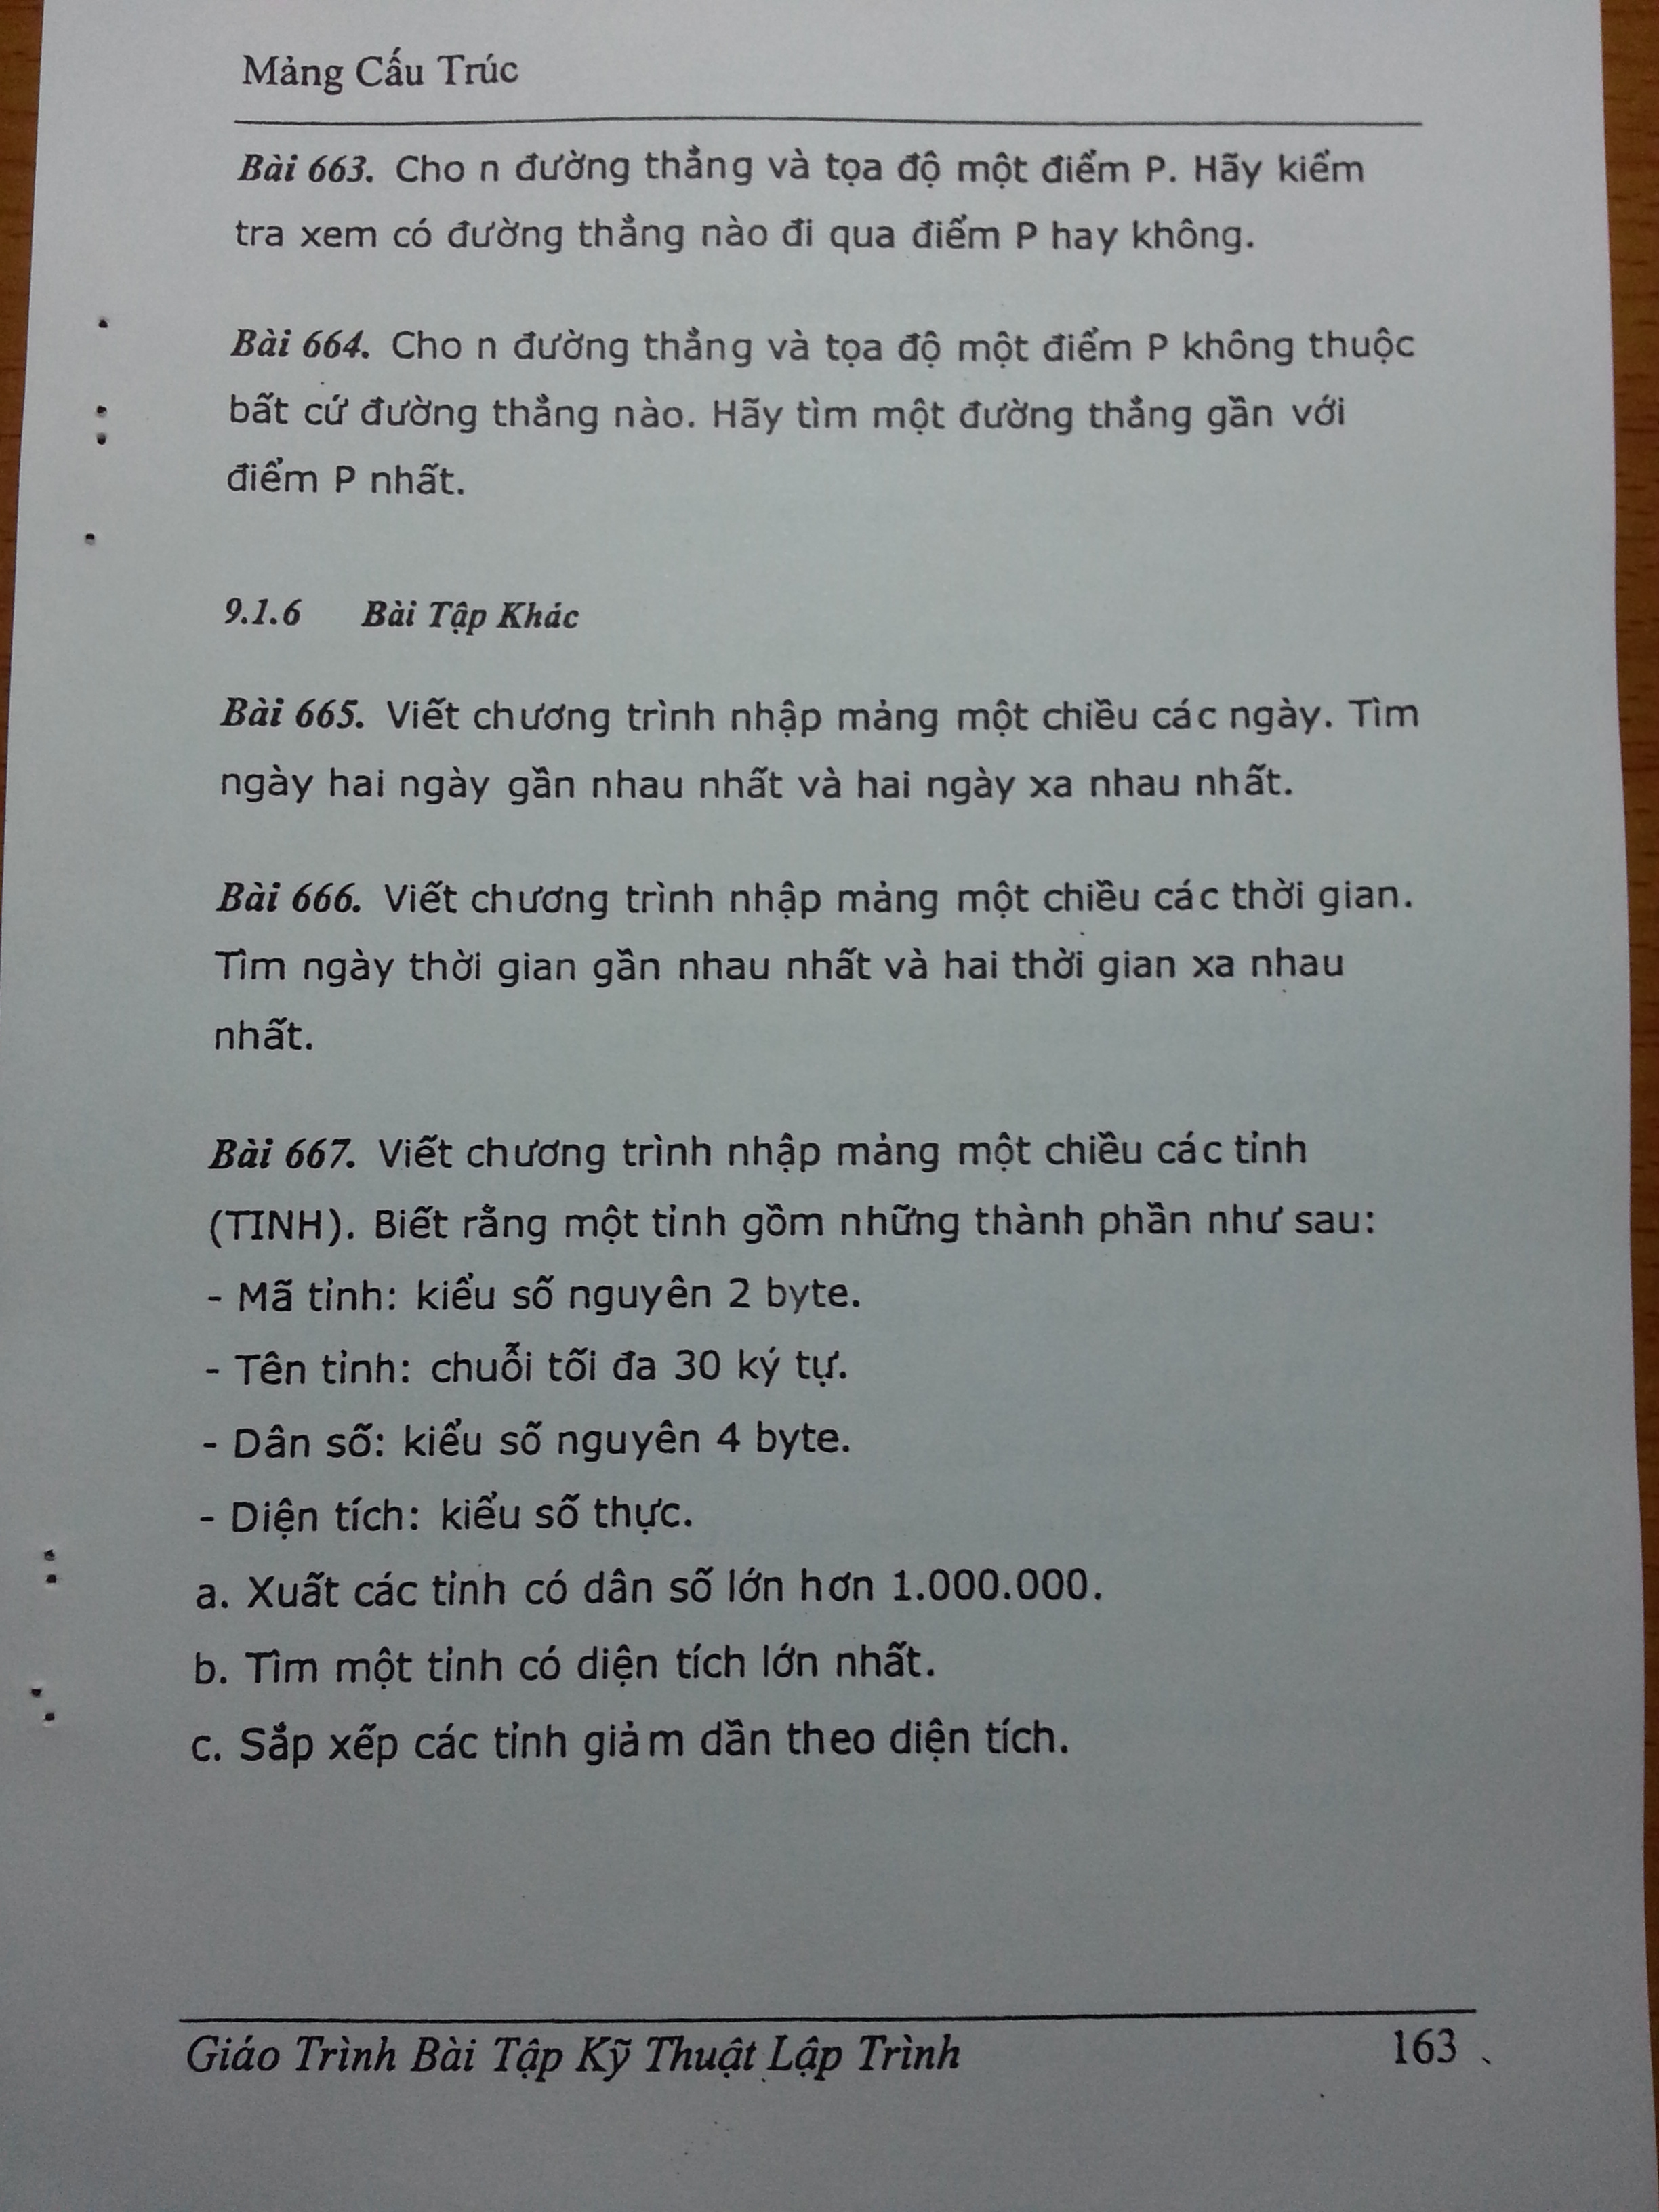 Mảng Cấu Trúc
Bài 663. Cho n đường thẳng và tọa độ một điểm P. Hãy kiểm
tra xem có đường thẳng nào đi qua điểm P hay không.
Bài 664. Cho n đường thẳng và tọa độ một điểm P không thuộc
bất cứ đường thẳng nào. Hãy tìm một đường thẳng gần với
điểm P nhất.
9.1.6 Bài Tập Khác
Bài 665. Viết chương trình nhập mảng một chiều các ngày. Tìm
ngày hai ngày gần nhau nhất và hai ngày xa nhau nhất.
Bài 666. Viết chương trình nhập mảng một chiều các thời gian.
Tìm ngày thời gian gần nhau nhất và hai thời gian xa nhau
nhất.
Bài 667. Viết chương trình nhập mảng một chiều các tỉnh
(TINH). Biết rằng một tỉnh gồm những thành phần như sau:
- Mã tỉnh: kiểu số nguyên 2 byte.
- Tên tỉnh: chuỗi tối đa 30 ký tự.
- Dân số: kiểu số nguyên 4 byte.
- Diện tích: kiểu số thực.
a. Xuất các tỉnh có dân số lớn hơn 1.000.000.
b. Tìm một tỉnh có diện tích lớn nhất.
c. Sắp xếp các tỉnh giảm dần theo diện tích.
Giáo Trình Bài Tập Kỹ Thuật Lập Trình 163